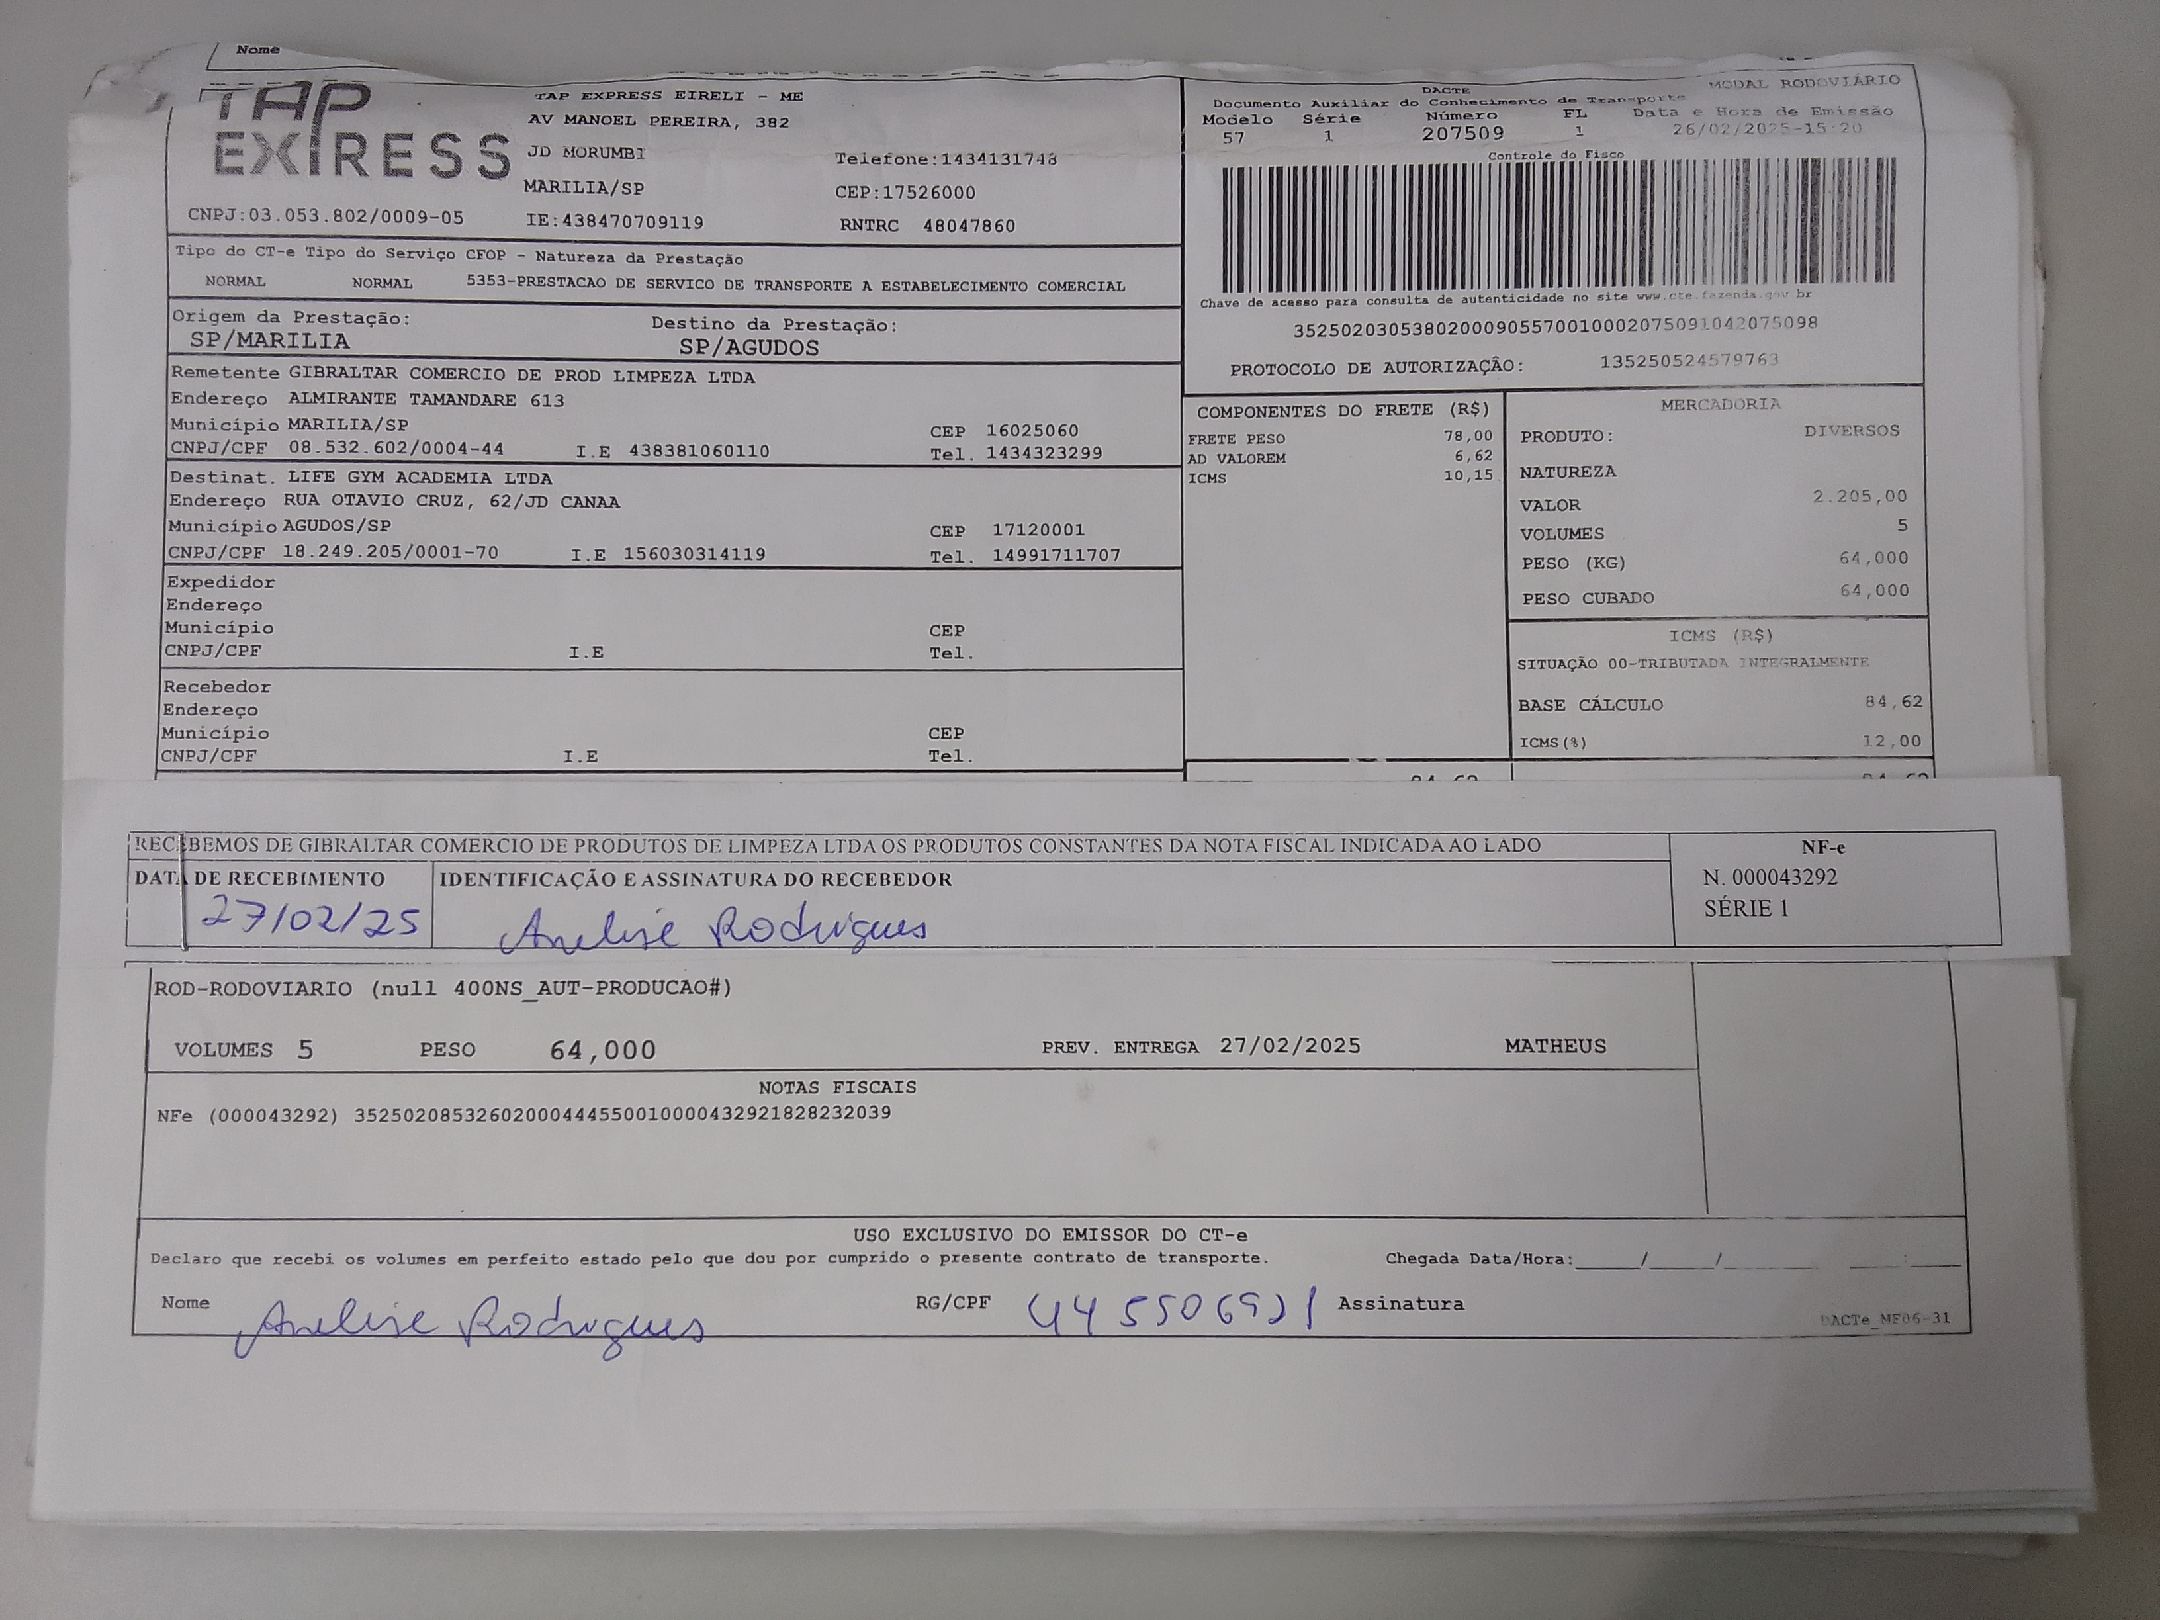 Nome
TAP EXPRESS
TAP EXPRESS EIRELI - ME
AV MANOEL PEREIRA, 382
JD MORUMBI Telefone:1434131748
MARILIA/SP CEP:17526000
CNPJ:03.053.802/0009-05 IE:438470709119 RNTRC 48047860
DACTE MODAL RODOVIÁRIO
Documento Auxiliar do Conhecimento de Transporte
Modelo Série Número FL Data e Hora de Emissão
57 1 207509 1 26/02/2025-15:20
Controle do Fisco
Chave de acesso para consulta de autenticidade no site www.cte.fazenda.gov br
35250203053802000905570010002075091042075098
PROTOCOLO DE AUTORIZAÇÃO: 135250524579763
Tipo do CT-e Tipo do Serviço CFOP - Natureza da Prestação
NORMAL NORMAL 5353-PRESTACAO DE SERVICO DE TRANSPORTE A ESTABELECIMENTO COMERCIAL
Origem da Prestação: Destino da Prestação:
SP/MARILIA SP/AGUDOS
Remetente GIBRALTAR COMERCIO DE PROD LIMPEZA LTDA
Endereço ALMIRANTE TAMANDARE 613
Município MARILIA/SP CEP 16025060
CNPJ/CPF 08.532.602/0004-44 I.E 438381060110 Tel. 1434323299
Destinat. LIFE GYM ACADEMIA LTDA
Endereço RUA OTAVIO CRUZ, 62/JD CANAA
Município AGUDOS/SP CEP 17120001
CNPJ/CPF 18.249.205/0001-70 I.E 156030314119 Tel. 14991711707
Expedidor
Endereço
Município CEP
CNPJ/CPF I.E Tel.
Recebedor
Endereço
Município CEP
CNPJ/CPF I.E Tel.
COMPONENTES DO FRETE (R$)
FRETE PESO 78,00
AD VALOREM 6,62
ICMS 10,15
MERCADORIA
PRODUTO: DIVERSOS
NATUREZA
VALOR 2.205,00
VOLUMES 5
PESO (KG) 64,000
PESO CUBADO 64,000
ICMS (R$)
SITUAÇÃO 00-TRIBUTADA INTEGRALMENTE
BASE CÁLCULO 84,62
ICMS(%) 12,00
RECEBEMOS DE GIBRALTAR COMERCIO DE PRODUTOS DE LIMPEZA LTDA OS PRODUTOS CONSTANTES DA NOTA FISCAL INDICADA AO LADO
DATA DE RECEBIMENTO IDENTIFICAÇÃO E ASSINATURA DO RECEBEDOR
27/02/25 Anelise Rodrigues
NF-e
N. 000043292
SÉRIE 1
ROD-RODOVIARIO (null 400NS_AUT-PRODUCAO#)
VOLUMES 5 PESO 64,000 PREV. ENTREGA 27/02/2025 MATHEUS
NOTAS FISCAIS
NFe (000043292) 35250208532602000444550010000432921828232039
USO EXCLUSIVO DO EMISSOR DO CT-e
Declaro que recebi os volumes em perfeito estado pelo que dou por cumprido o presente contrato de transporte. Chegada Data/Hora:____/____/____ ___:___
Nome Anelise Rodrigues RG/CPF 445506921 Assinatura
DACTe_MF06-31